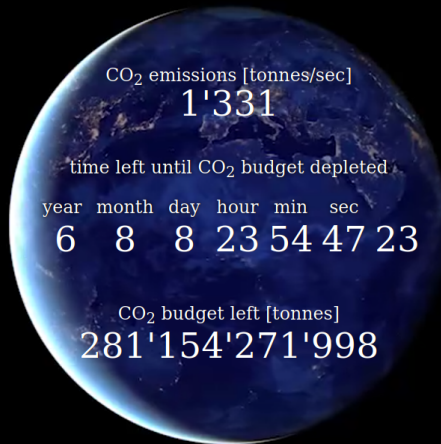 CO₂ emissions [tonnes/sec]
1'331
time left until CO₂ budget depleted
year month day hour min sec
6 8 8 23 54 47 23
CO₂ budget left [tonnes]
281'154'271'998